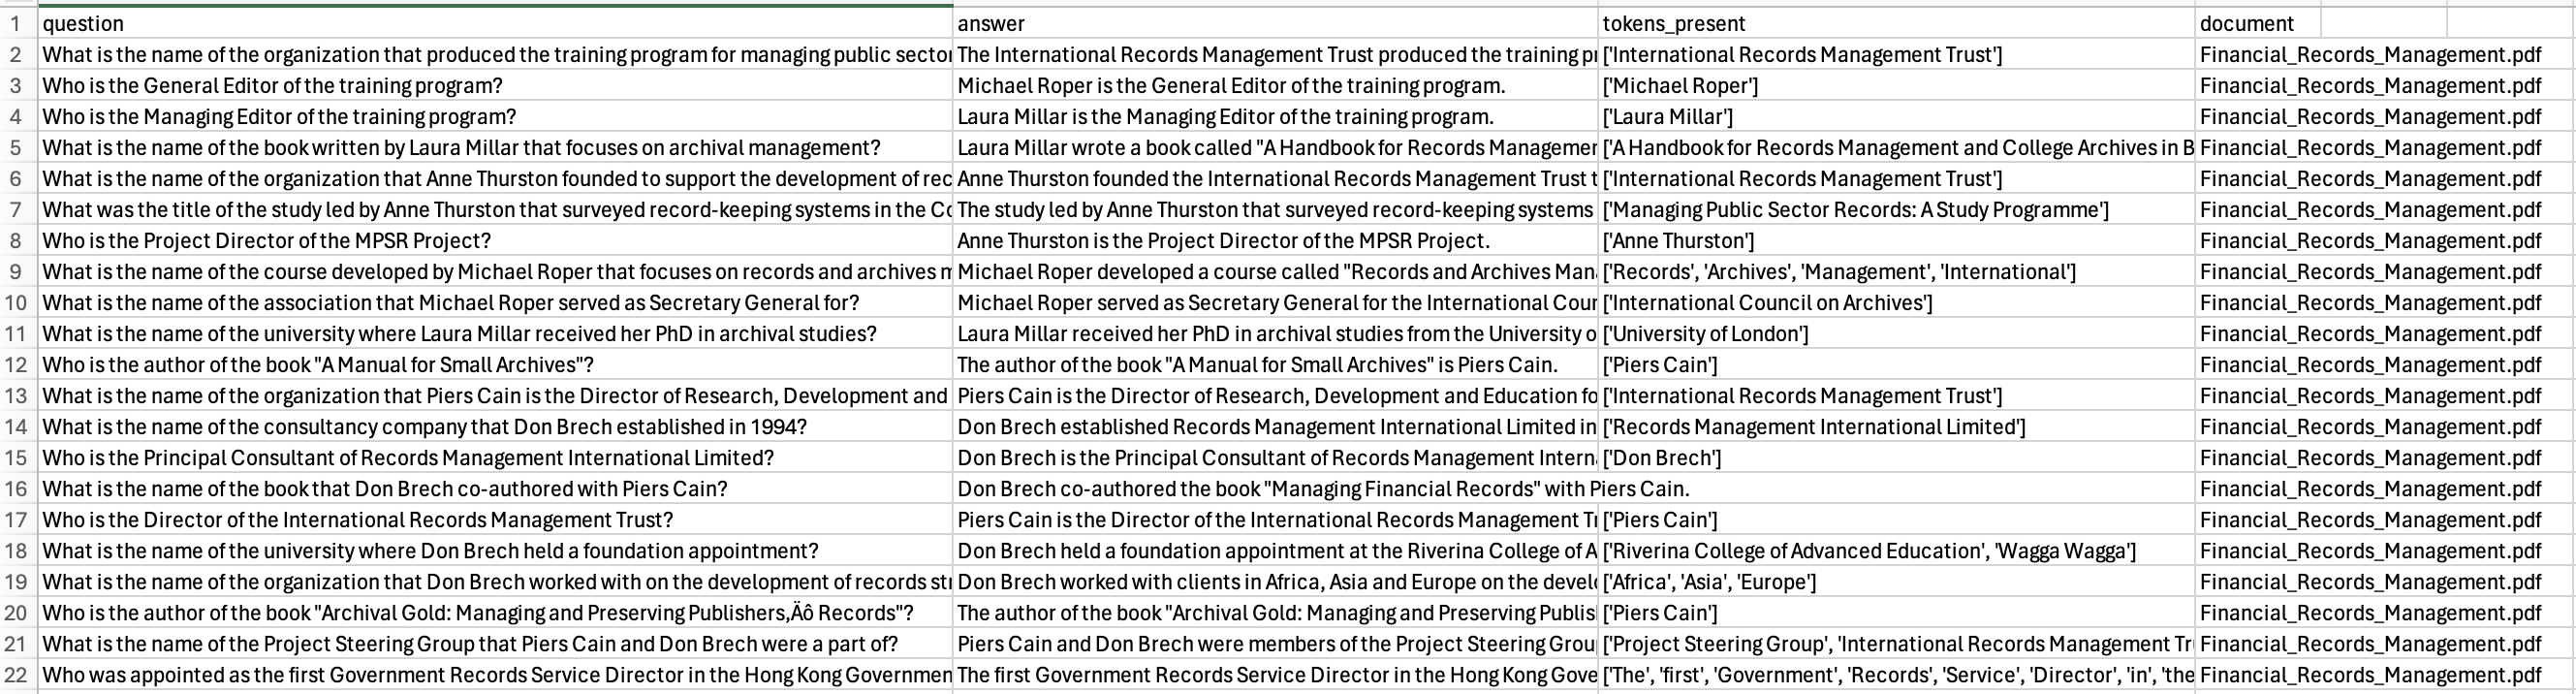 1 question answer tokens_present document
2 What is the name of the organization that produced the training program for managing public sector The International Records Management Trust produced the training pr ['International Records Management Trust'] Financial_Records_Management.pdf
3 Who is the General Editor of the training program? Michael Roper is the General Editor of the training program. ['Michael Roper'] Financial_Records_Management.pdf
4 Who is the Managing Editor of the training program? Laura Millar is the Managing Editor of the training program. ['Laura Millar'] Financial_Records_Management.pdf
5 What is the name of the book written by Laura Millar that focuses on archival management? Laura Millar wrote a book called "A Handbook for Records Managemen ['A Handbook for Records Management and College Archives in B Financial_Records_Management.pdf
6 What is the name of the organization that Anne Thurston founded to support the development of rec Anne Thurston founded the International Records Management Trust t ['International Records Management Trust'] Financial_Records_Management.pdf
7 What was the title of the study led by Anne Thurston that surveyed record-keeping systems in the Co The study led by Anne Thurston that surveyed record-keeping systems ['Managing Public Sector Records: A Study Programme'] Financial_Records_Management.pdf
8 Who is the Project Director of the MPSR Project? Anne Thurston is the Project Director of the MPSR Project. ['Anne Thurston'] Financial_Records_Management.pdf
9 What is the name of the course developed by Michael Roper that focuses on records and archives m Michael Roper developed a course called "Records and Archives Man ['Records', 'Archives', 'Management', 'International'] Financial_Records_Management.pdf
10 What is the name of the association that Michael Roper served as Secretary General for? Michael Roper served as Secretary General for the International Coun ['International Council on Archives'] Financial_Records_Management.pdf
11 What is the name of the university where Laura Millar received her PhD in archival studies? Laura Millar received her PhD in archival studies from the University o ['University of London'] Financial_Records_Management.pdf
12 Who is the author of the book "A Manual for Small Archives"? The author of the book "A Manual for Small Archives" is Piers Cain. ['Piers Cain'] Financial_Records_Management.pdf
13 What is the name of the organization that Piers Cain is the Director of Research, Development and Piers Cain is the Director of Research, Development and Education fo ['International Records Management Trust'] Financial_Records_Management.pdf
14 What is the name of the consultancy company that Don Brech established in 1994? Don Brech established Records Management International Limited in ['Records Management International Limited'] Financial_Records_Management.pdf
15 Who is the Principal Consultant of Records Management International Limited? Don Brech is the Principal Consultant of Records Management Intern ['Don Brech'] Financial_Records_Management.pdf
16 What is the name of the book that Don Brech co-authored with Piers Cain? Don Brech co-authored the book "Managing Financial Records" with Piers Cain. Financial_Records_Management.pdf
17 Who is the Director of the International Records Management Trust? Piers Cain is the Director of the International Records Management Tr ['Piers Cain'] Financial_Records_Management.pdf
18 What is the name of the university where Don Brech held a foundation appointment? Don Brech held a foundation appointment at the Riverina College of A ['Riverina College of Advanced Education', 'Wagga Wagga'] Financial_Records_Management.pdf
19 What is the name of the organization that Don Brech worked with on the development of records str Don Brech worked with clients in Africa, Asia and Europe on the develo ['Africa', 'Asia', 'Europe'] Financial_Records_Management.pdf
20 Who is the author of the book "Archival Gold: Managing and Preserving Publishers‚Äô Records"? The author of the book "Archival Gold: Managing and Preserving Publis ['Piers Cain'] Financial_Records_Management.pdf
21 What is the name of the Project Steering Group that Piers Cain and Don Brech were a part of? Piers Cain and Don Brech were members of the Project Steering Grou ['Project Steering Group', 'International Records Management Tr Financial_Records_Management.pdf
22 Who was appointed as the first Government Records Service Director in the Hong Kong Governmen The first Government Records Service Director in the Hong Kong Gove ['The', 'first', 'Government', 'Records', 'Service', 'Director', 'in', 'the Financial_Records_Management.pdf